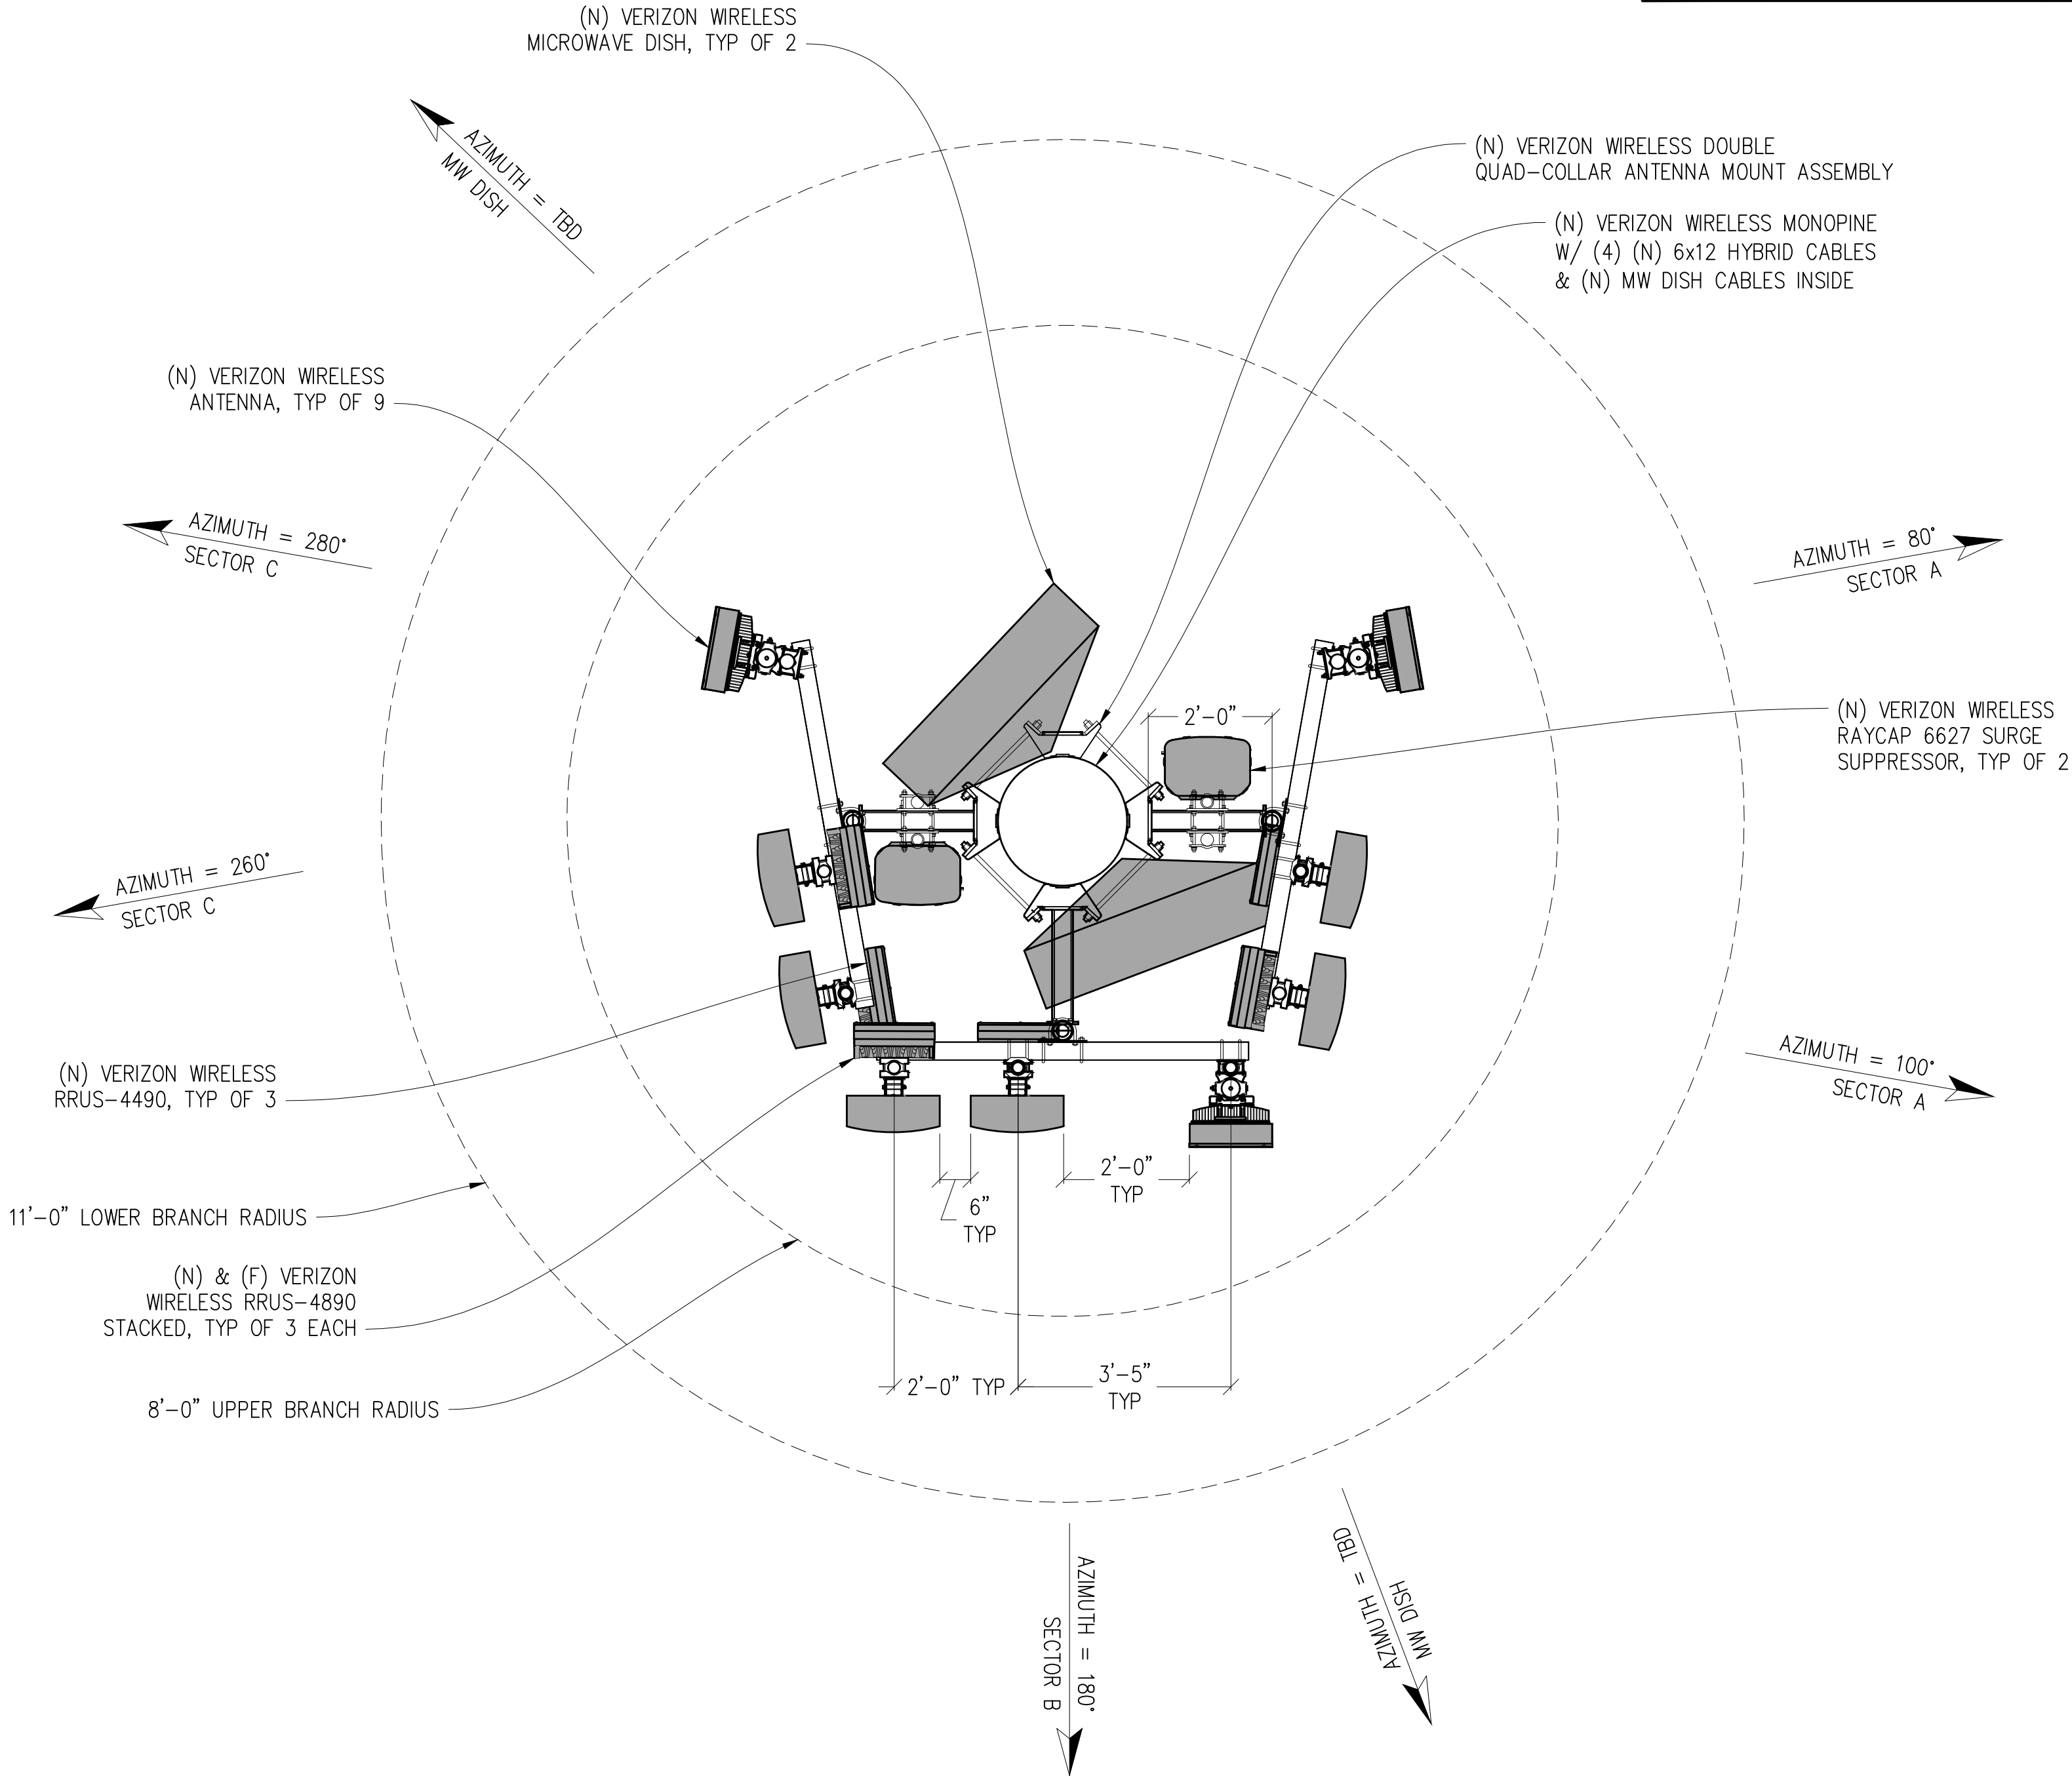 (N) VERIZON WIRELESS
MICROWAVE DISH, TYP OF 2
AZIMUTH = TBD
MW DISH
(N) VERIZON WIRELESS DOUBLE
QUAD-COLLAR ANTENNA MOUNT ASSEMBLY
(N) VERIZON WIRELESS MONOPINE
W/ (4) (N) 6x12 HYBRID CABLES
& (N) MW DISH CABLES INSIDE
(N) VERIZON WIRELESS
ANTENNA, TYP OF 9
AZIMUTH = 280°
SECTOR C
AZIMUTH = 80°
SECTOR A
2'-0"
(N) VERIZON WIRELESS
RAYCAP 6627 SURGE
SUPPRESSOR, TYP OF 2
AZIMUTH = 260°
SECTOR C
AZIMUTH = 100°
SECTOR A
(N) VERIZON WIRELESS
RRUS-4490, TYP OF 3
2'-0"
TYP
6"
TYP
11'-0" LOWER BRANCH RADIUS
(N) & (F) VERIZON
WIRELESS RRUS-4890
STACKED, TYP OF 3 EACH
2'-0" TYP
3'-5"
TYP
8'-0" UPPER BRANCH RADIUS
AZIMUTH = 180°
SECTOR B
MW DISH
AZIMUTH = TBD